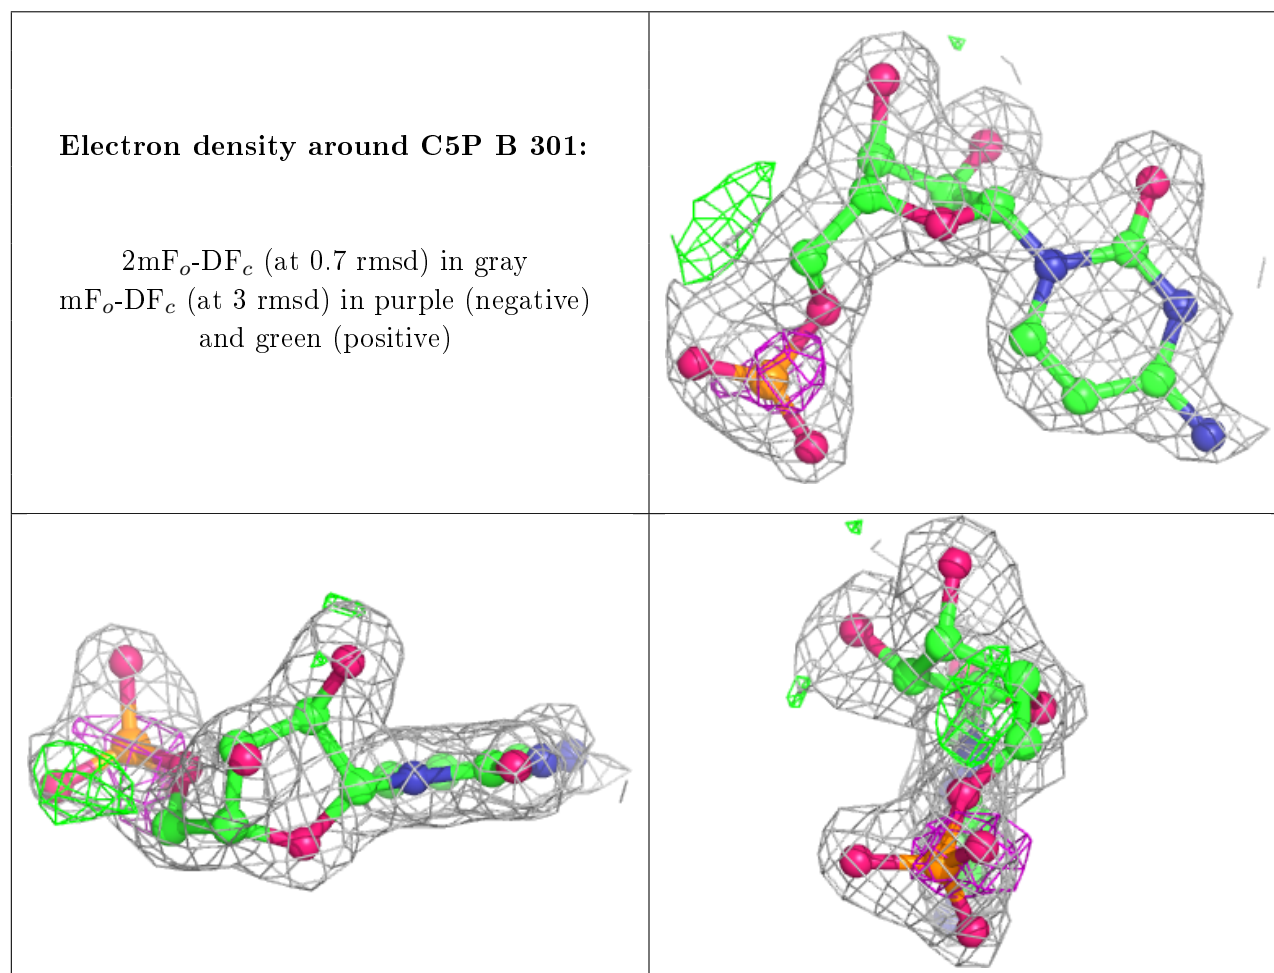 Electron density around C5P B 301:
2mFo-DFc (at 0.7 rmsd) in gray
mFo-DFc (at 3 rmsd) in purple (negative)
and green (positive)